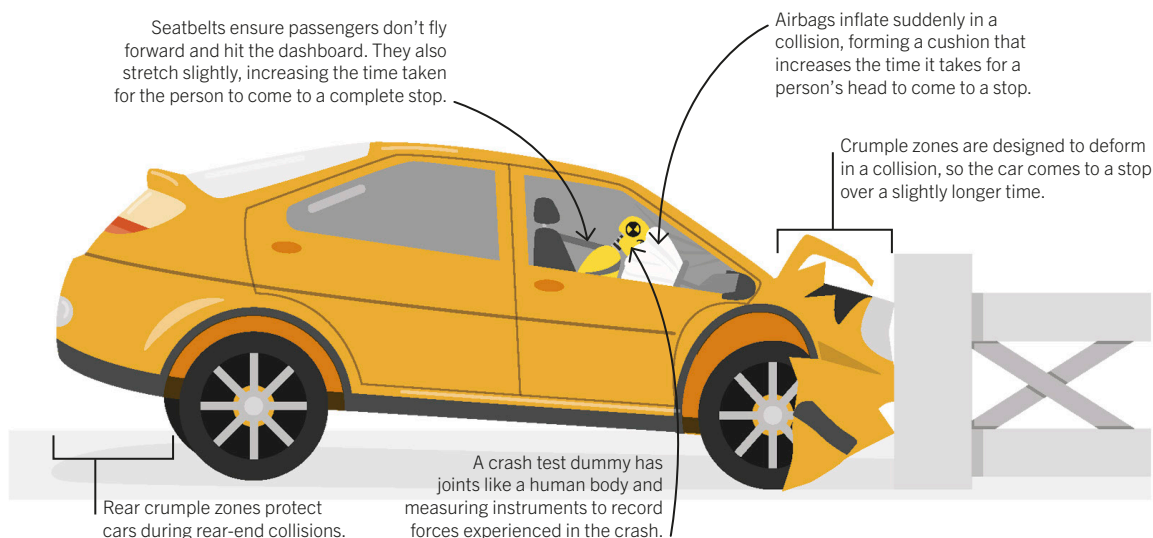 Seatbelts ensure passengers don’t fly
forward and hit the dashboard. They also
stretch slightly, increasing the time taken
for the person to come to a complete stop.
Airbags inflate suddenly in a
collision, forming a cushion that
increases the time it takes for a
person’s head to come to a stop.
Crumple zones are designed to deform
in a collision, so the car comes to a stop
over a slightly longer time.
Rear crumple zones protect
cars during rear-end collisions.
A crash test dummy has
joints like a human body and
measuring instruments to record
forces experienced in the crash.